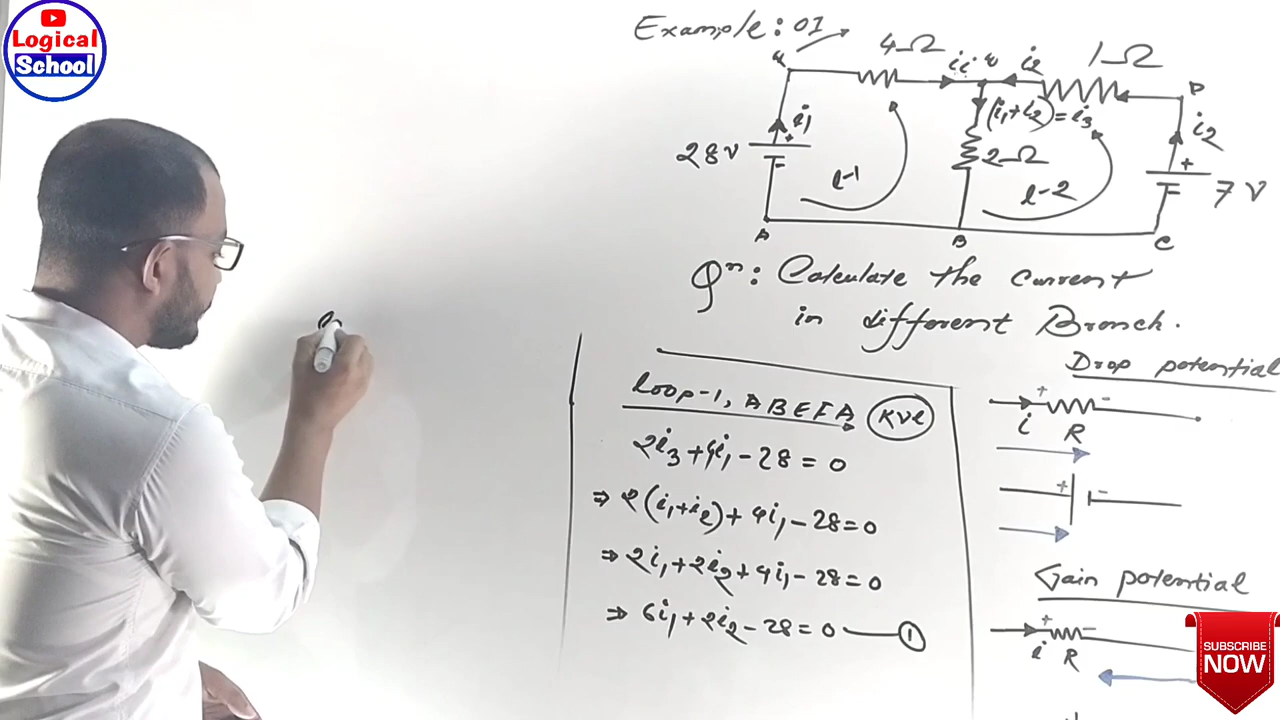 Logical
School
Example: 01
4Ω
1Ω
i₂
D
i₁
(i₁+i₂)=i₃
i₂
28v
2Ω
7V
l-1
l-2
A
B
C
Qⁿ: Calculate the current
in different Branch.
Drop potential
Loop-1, ABEFA KVL
i
R
2i₃+4i₁-28=0
⇒ 2(i₁+i₂)+4i₁-28=0
⇒ 2i₁+2i₂+4i₁-28=0
Gain potential
⇒ 6i₁+2i₂-28=0 — ①
i
R
SUBSCRIBE
NOW